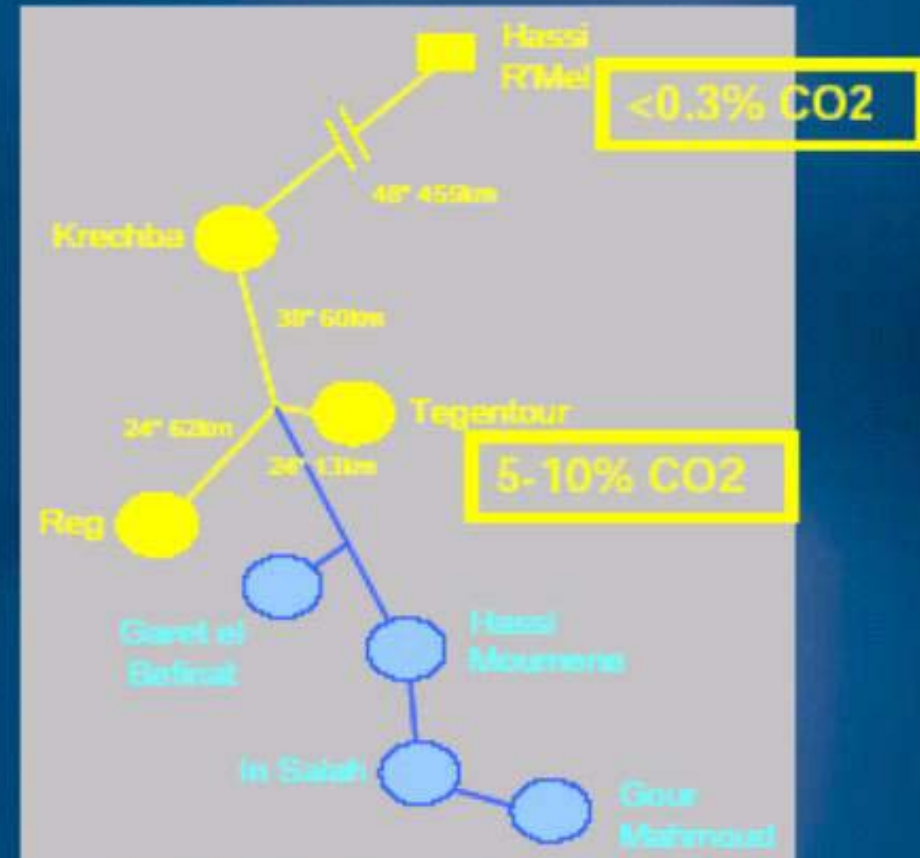 Hassi
R'Mel
<0.3% CO2
48" 455km
Krechba
38" 60km
Tegentour
24" 62km
24" 13km
5-10% CO2
Reg
Garet el
Befinat
Hassi
Moumene
In Salah
Gour
Mahmoud